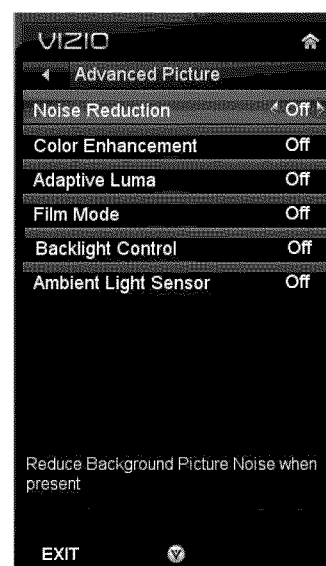 VIZIO
Advanced Picture
Noise Reduction Off
Color Enhancement Off
Adaptive Luma Off
Film Mode Off
Backlight Control Off
Ambient Light Sensor Off
Reduce Background Picture Noise when
present
EXIT V